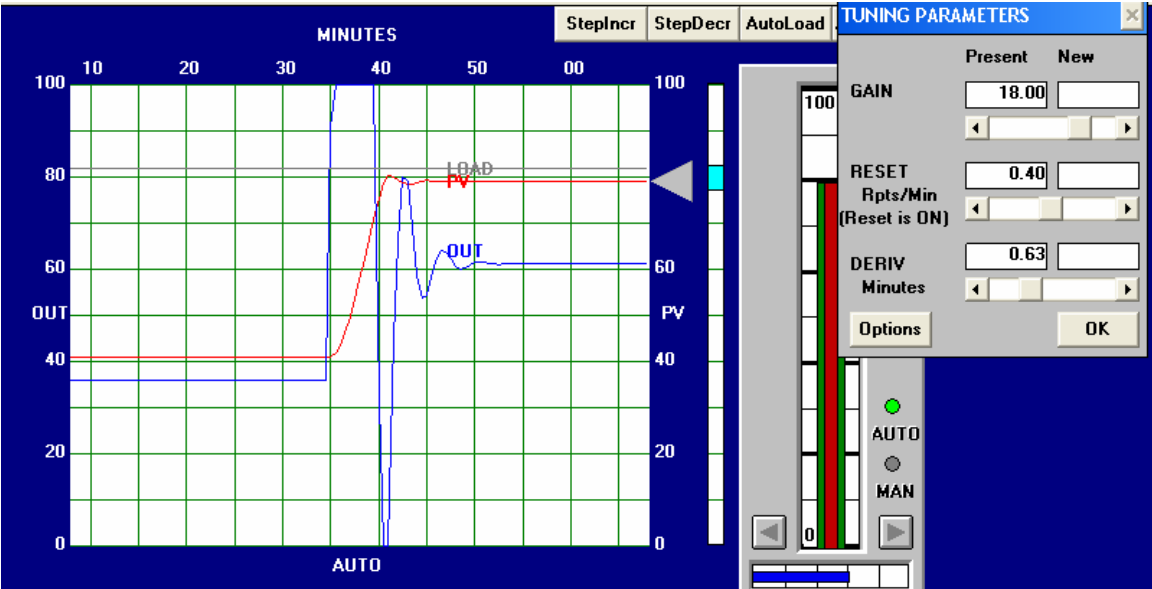 StepIncr StepDecr AutoLoad
TUNING PARAMETERS
MINUTES
Present New
10 20 30 40 50 00
100 100
GAIN 18.00
100
LOAD
PV
80
RESET 0.40
Rpts/Min
(Reset is ON)
OUT
60 60
DERIV 0.63
Minutes
OUT PV
Options OK
40 40
AUTO
20 20
MAN
0 0
0
AUTO